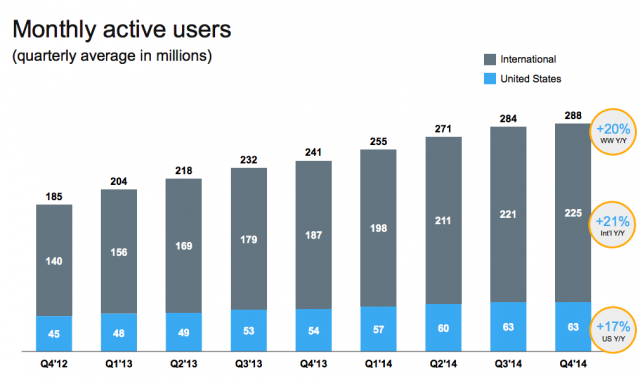 Monthly active users
(quarterly average in millions)
International
United States
185 204 218 232 241 255 271 284 288
+20%
WW Y/Y
140 156 169 179 187 198 211 221 225
+21%
Int'l Y/Y
45 48 49 53 54 57 60 63 63
+17%
US Y/Y
Q4'12 Q1'13 Q2'13 Q3'13 Q4'13 Q1'14 Q2'14 Q3'14 Q4'14